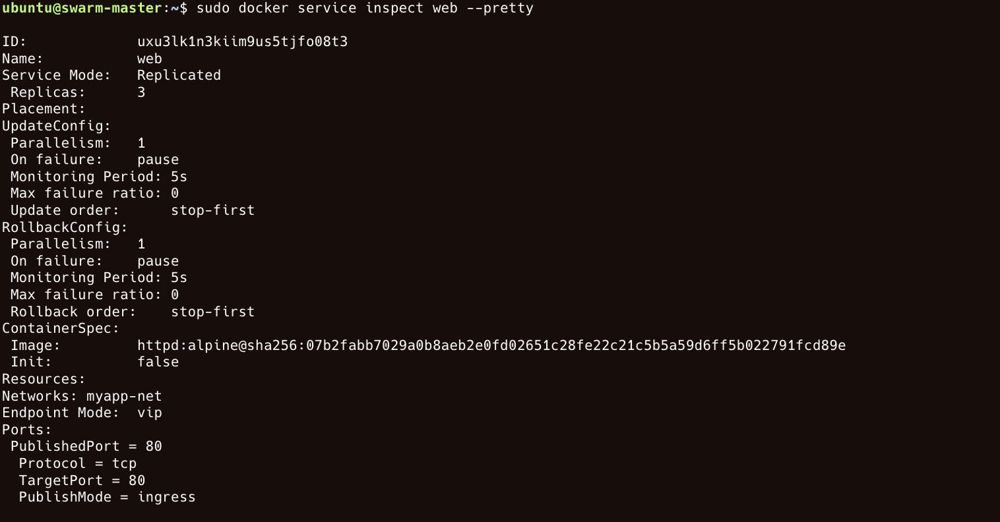 ubuntu@swarm-master:~$ sudo docker service inspect web --pretty
ID: uxu3lk1n3kiim9us5tjfo08t3
Name: web
Service Mode: Replicated
Replicas: 3
Placement:
UpdateConfig:
Parallelism: 1
On failure: pause
Monitoring Period: 5s
Max failure ratio: 0
Update order: stop-first
RollbackConfig:
Parallelism: 1
On failure: pause
Monitoring Period: 5s
Max failure ratio: 0
Rollback order: stop-first
ContainerSpec:
Image: httpd:alpine@sha256:07b2fabb7029a0b8aeb2e0fd02651c28fe22c21c5b5a59d6ff5b022791fcd89e
Init: false
Resources:
Networks: myapp-net
Endpoint Mode: vip
Ports:
PublishedPort = 80
Protocol = tcp
TargetPort = 80
PublishMode = ingress